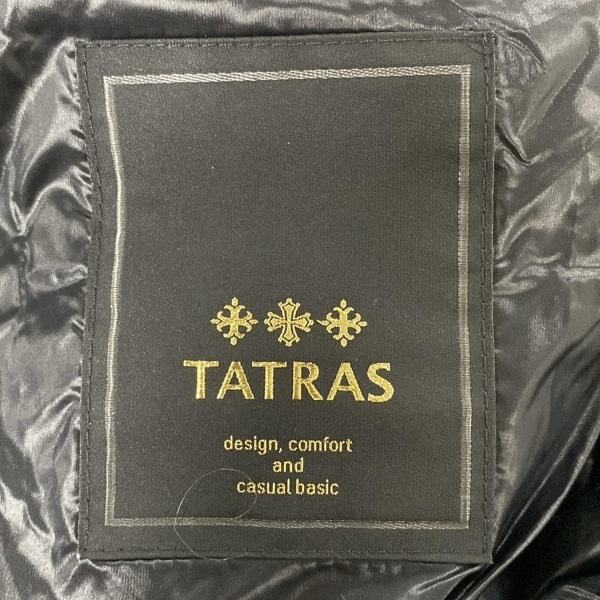 TATRAS
design, comfort
and
casual basic